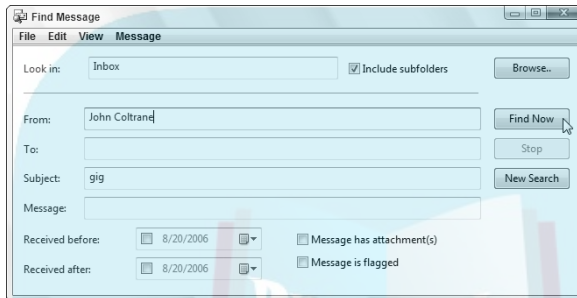 Find Message
File Edit View Message
Look in: Inbox Include subfolders Browse..
From: John Coltrane Find Now
To: Stop
Subject: gig New Search
Message:
Received before: 8/20/2006 Message has attachment(s)
Received after: 8/20/2006 Message is flagged